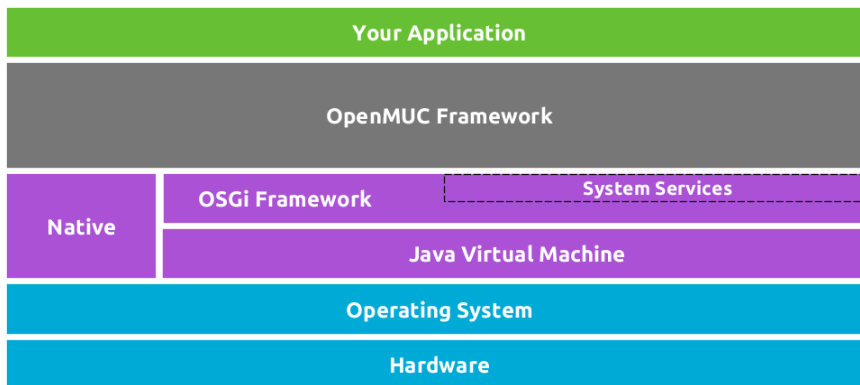 Your Application
OpenMUC Framework
System Services
OSGi Framework
Native
Java Virtual Machine
Operating System
Hardware